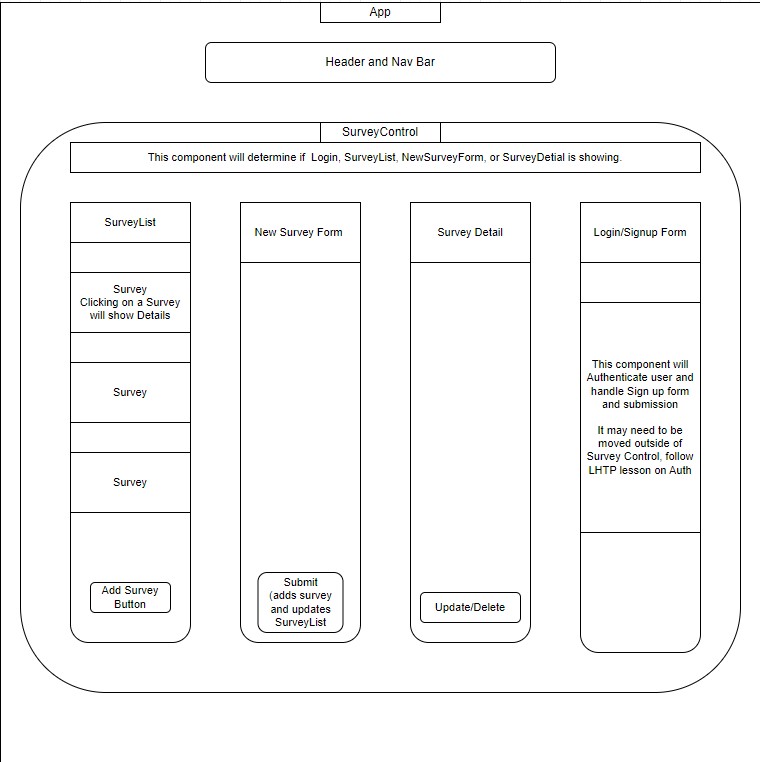 App
Header and Nav Bar
SurveyControl
This component will determine if  Login, SurveyList, NewSurveyForm, or SurveyDetial is showing.
SurveyList
Survey
Clicking on a Survey
will show Details
Survey
Survey
Add Survey
Button
New Survey Form
Submit
(adds survey
and updates
SurveyList
Survey Detail
Update/Delete
Login/Signup Form
This component will
Authenticate user and
handle Sign up form
and submission
It may need to be
moved outside of
Survey Control, follow
LHTP lesson on Auth